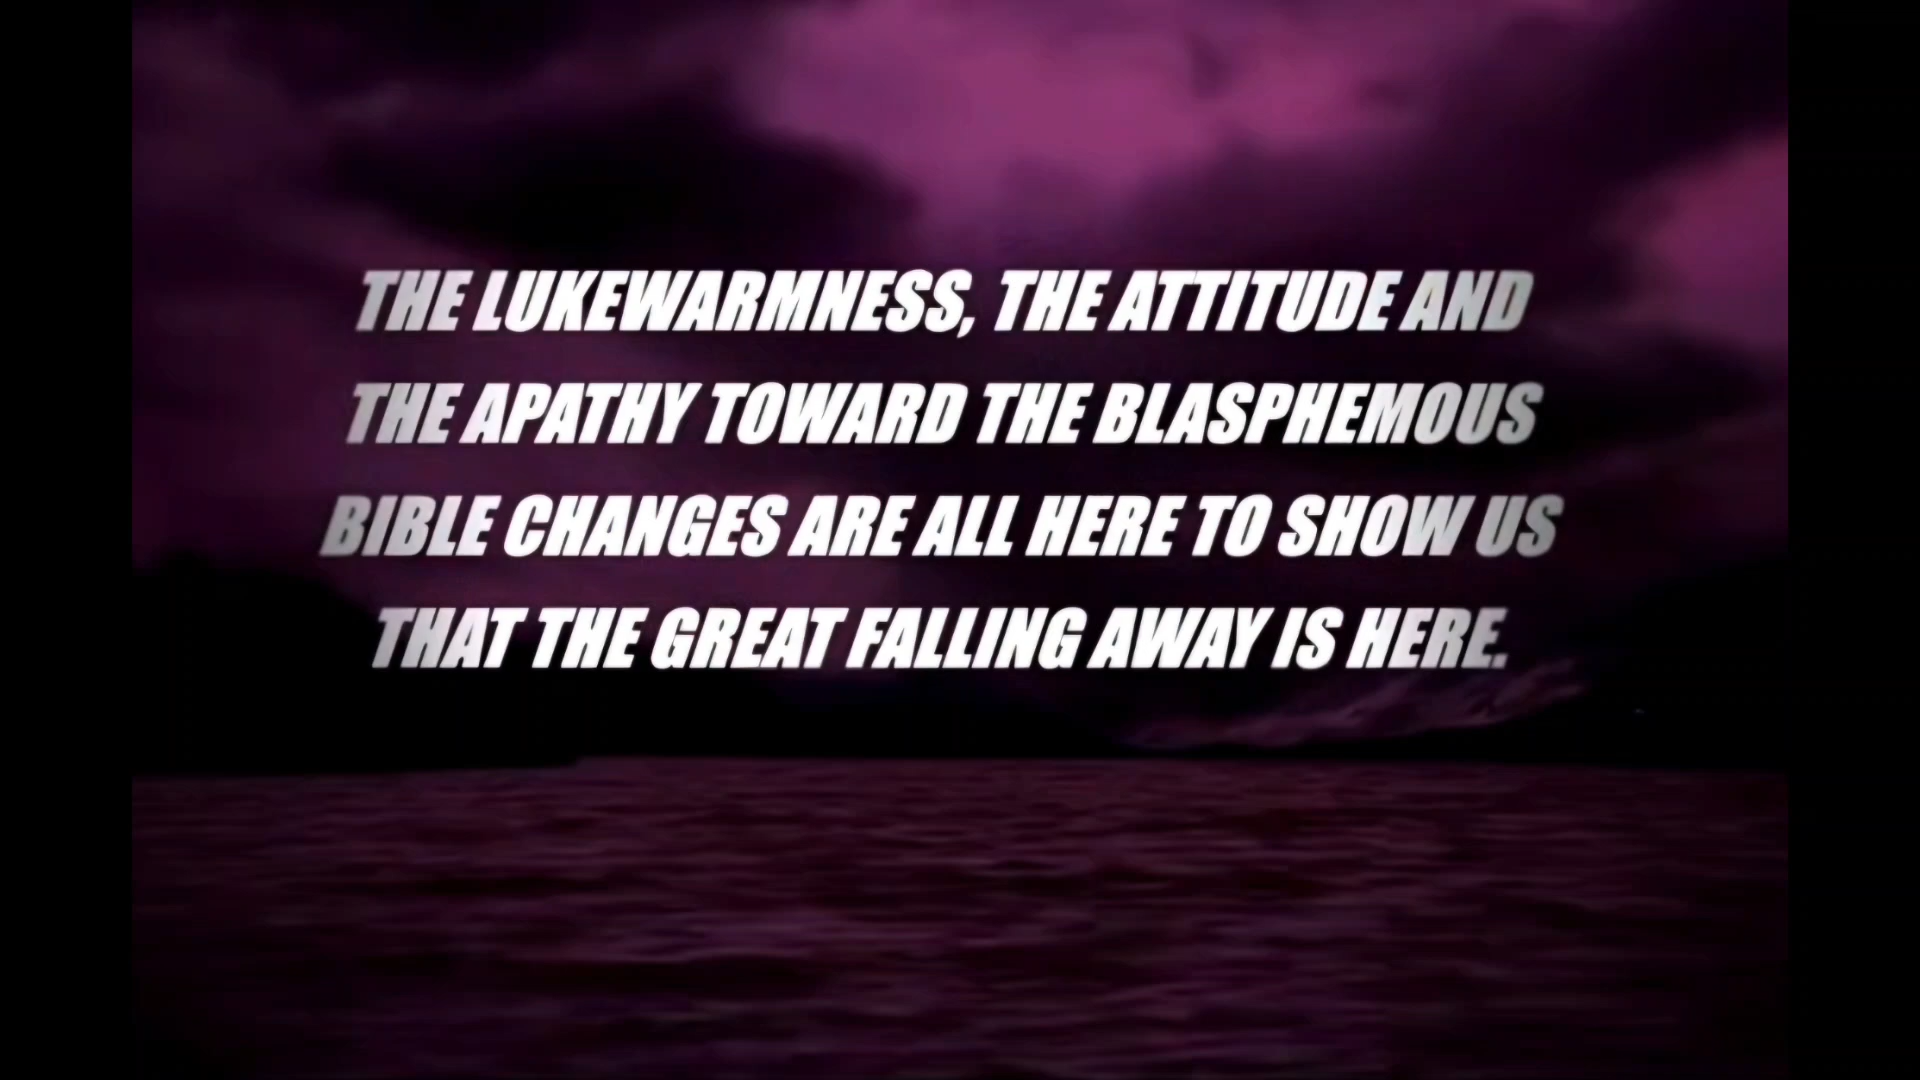 THE LUKEWARMNESS, THE ATTITUDE AND
THE APATHY TOWARD THE BLASPHEMOUS
BIBLE CHANGES ARE ALL HERE TO SHOW US
THAT THE GREAT FALLING AWAY IS HERE.